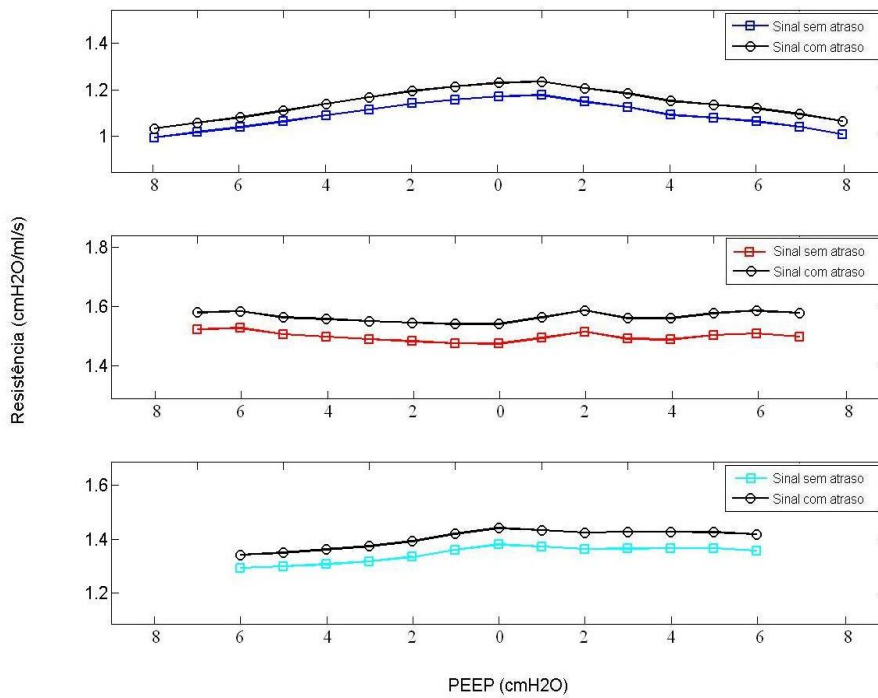 Resistência (cmH2O/ml/s)
1.4
1.2
1
Sinal sem atraso
Sinal com atraso
8 6 4 2 0 2 4 6 8
1.8
1.6
1.4
Sinal sem atraso
Sinal com atraso
8 6 4 2 0 2 4 6 8
1.6
1.4
1.2
Sinal sem atraso
Sinal com atraso
8 6 4 2 0 2 4 6 8
PEEP (cmH2O)